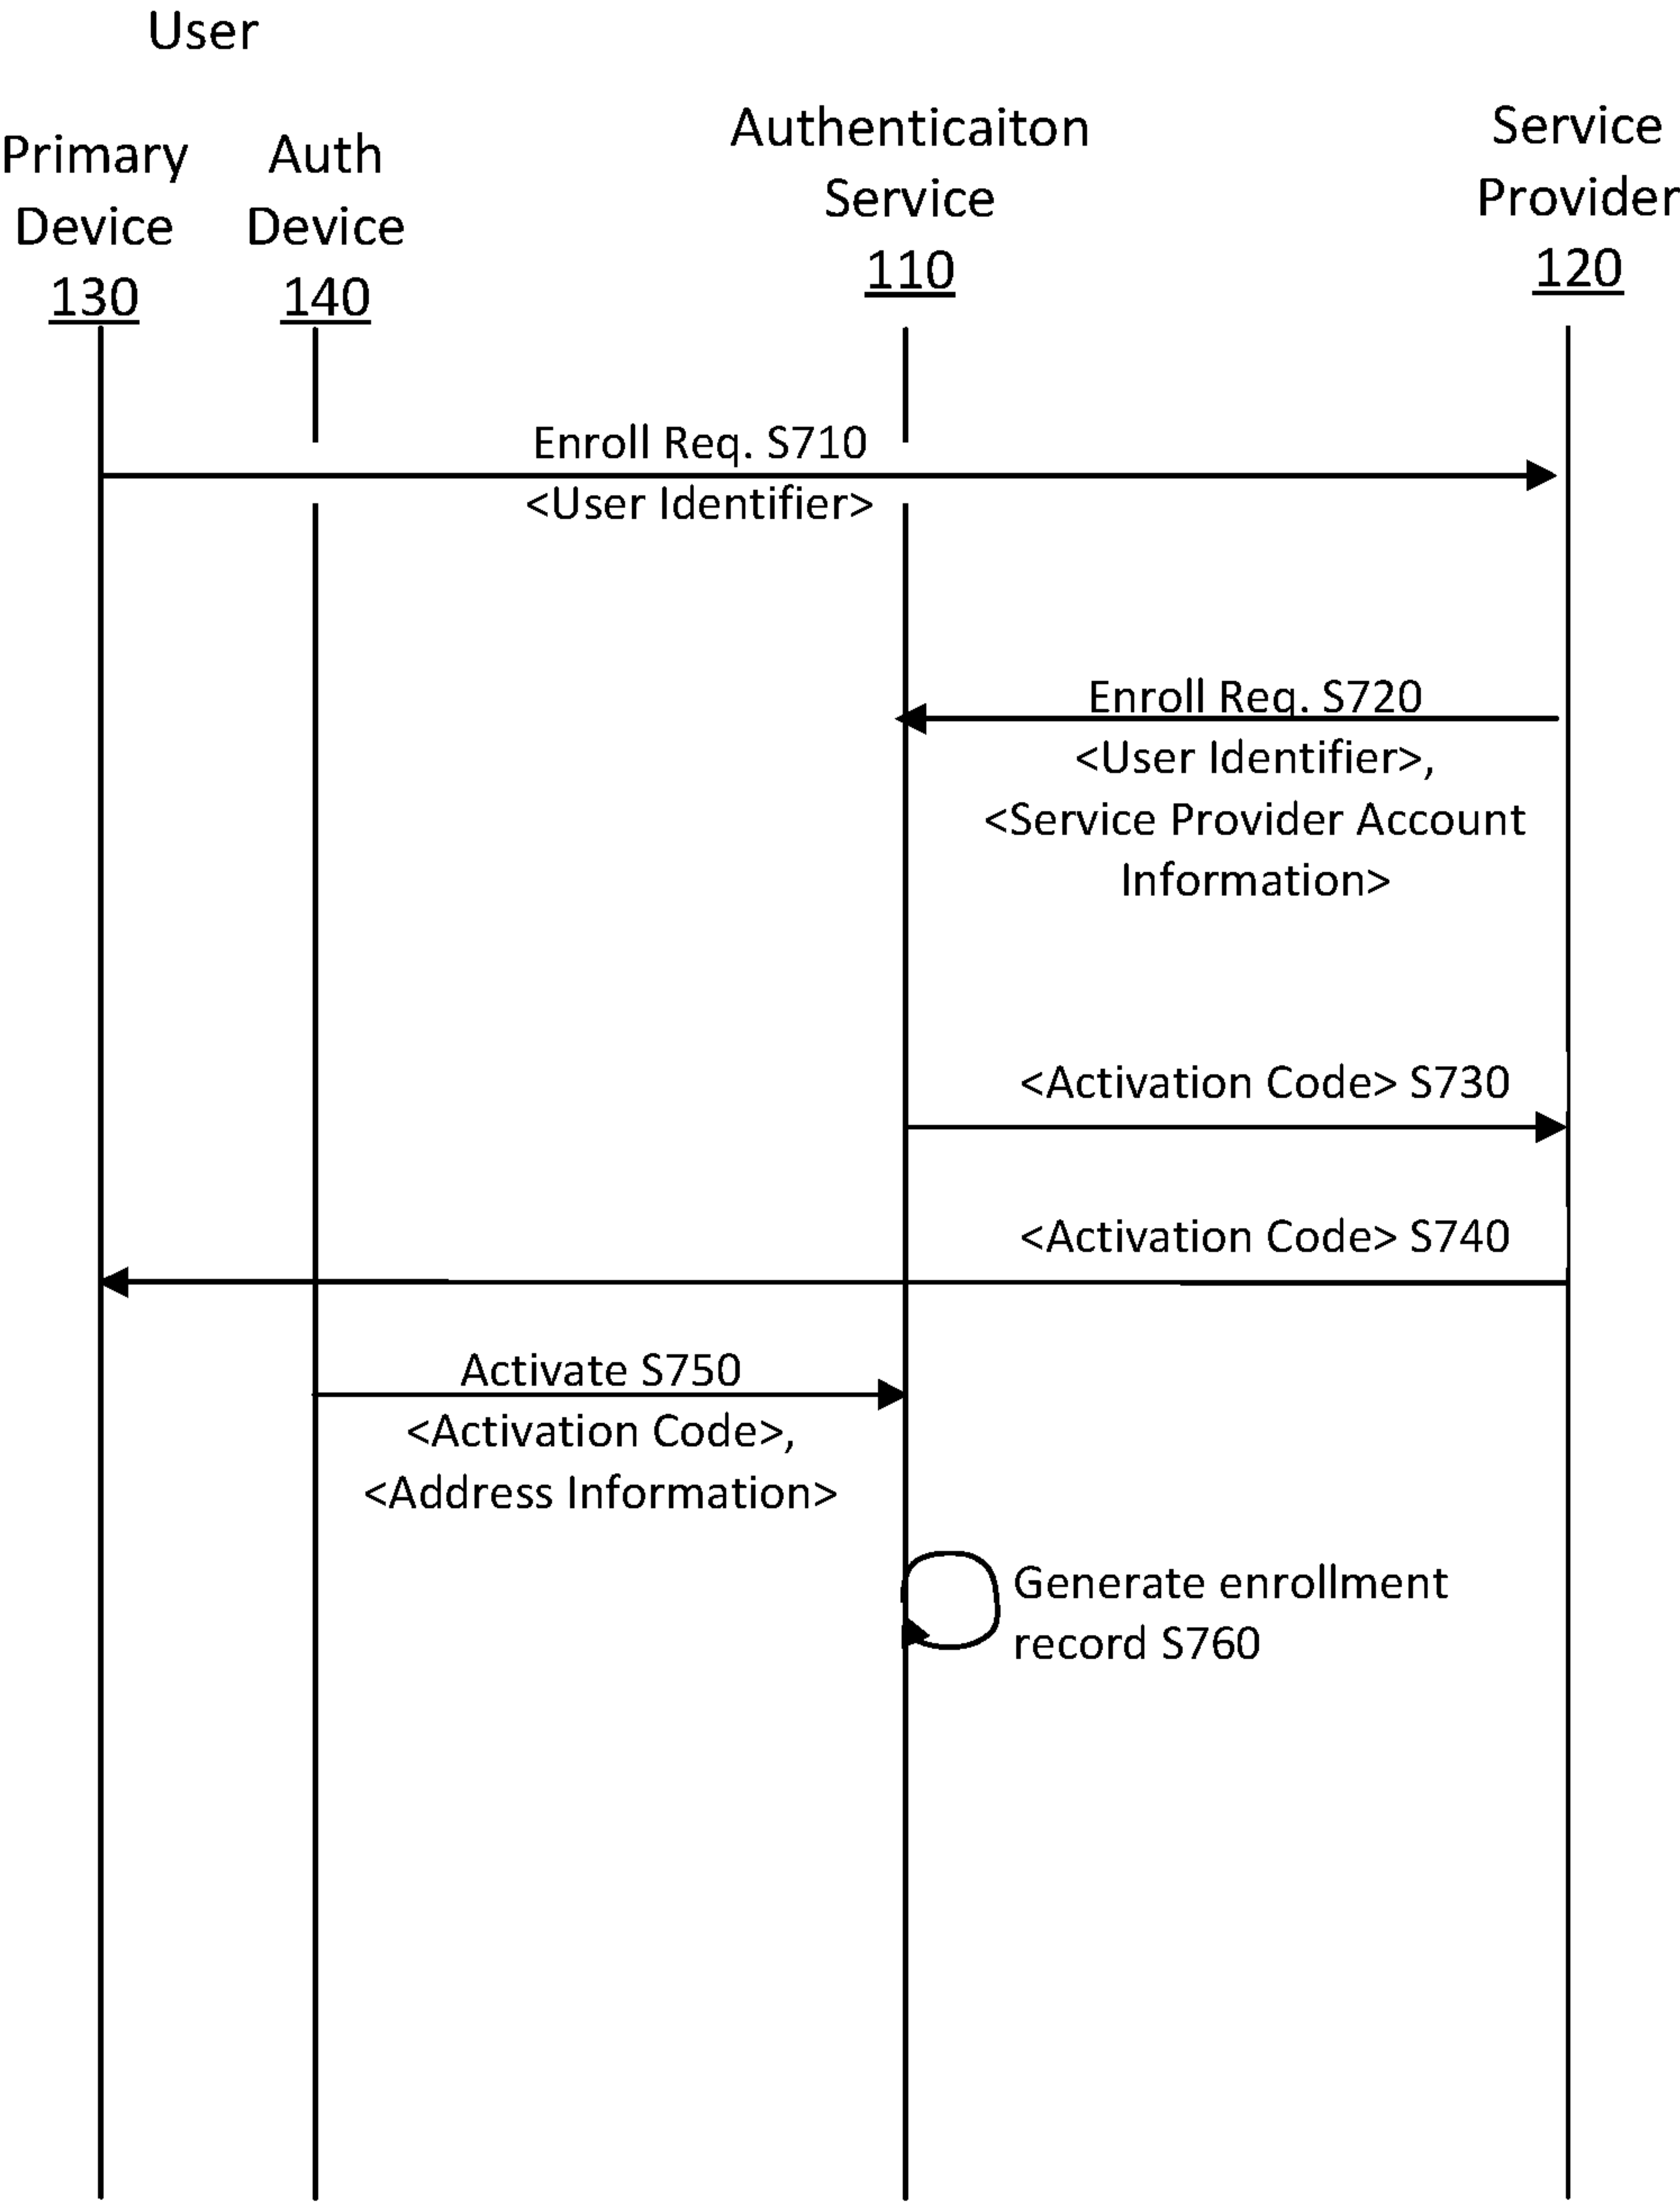 User
Primary
Device
130
Auth
Device
140
Authenticaiton
Service
110
Service
Provider
120
Enroll Req. S710
<User Identifier>
Enroll Req. S720
<User Identifier>,
<Service Provider Account
Information>
<Activation Code> S730
<Activation Code> S740
Activate S750
<Activation Code>,
<Address Information>
Generate enrollment
record S760